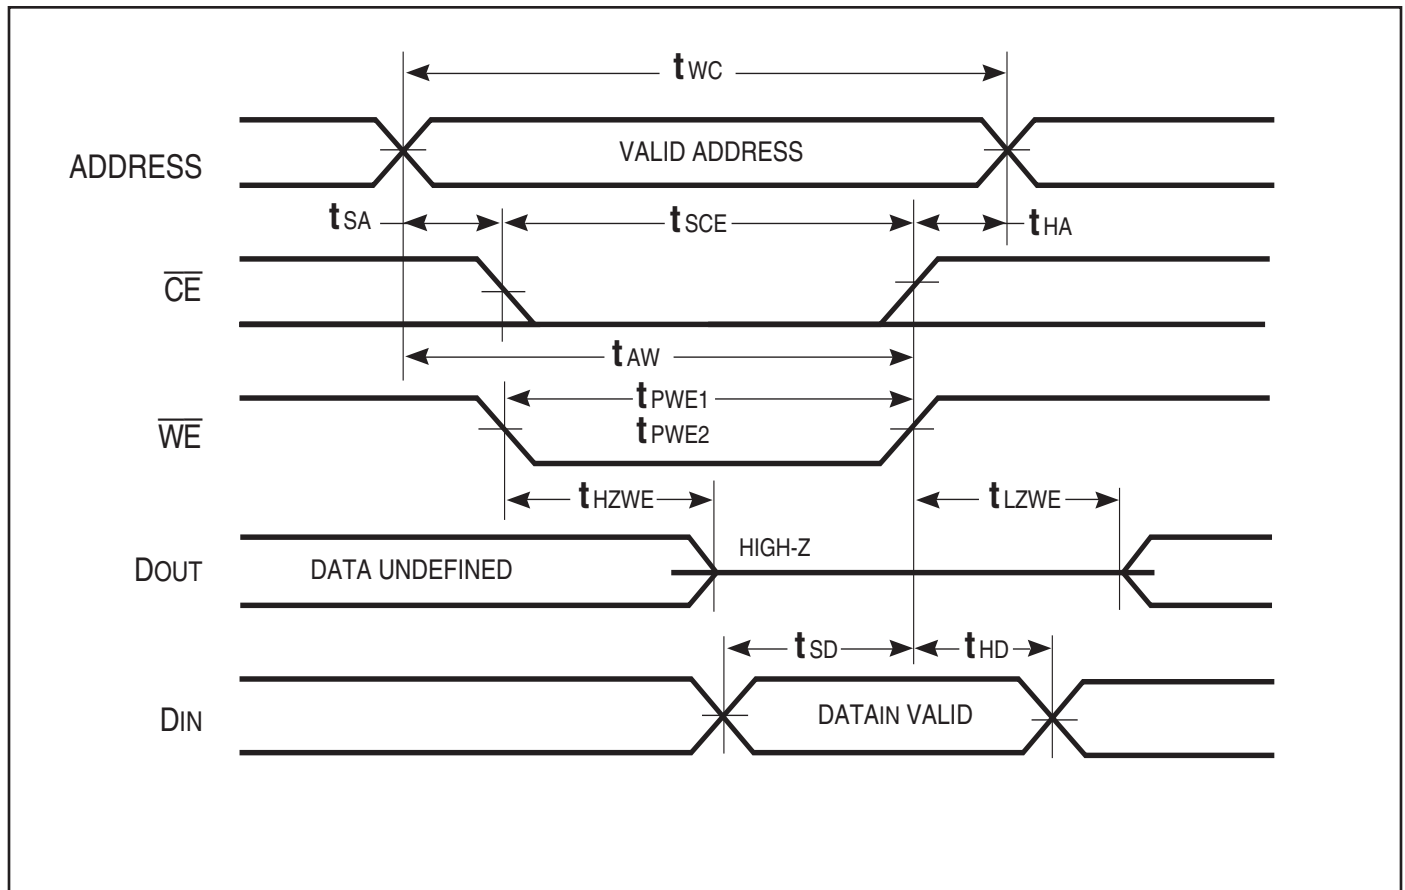 tWC
ADDRESS
VALID ADDRESS
tSA
tSCE
tHA
CE
tAW
tPWE1
tPWE2
WE
tHZWE
tLZWE
DOUT
DATA UNDEFINED
HIGH-Z
tSD
tHD
DIN
DATAIN VALID